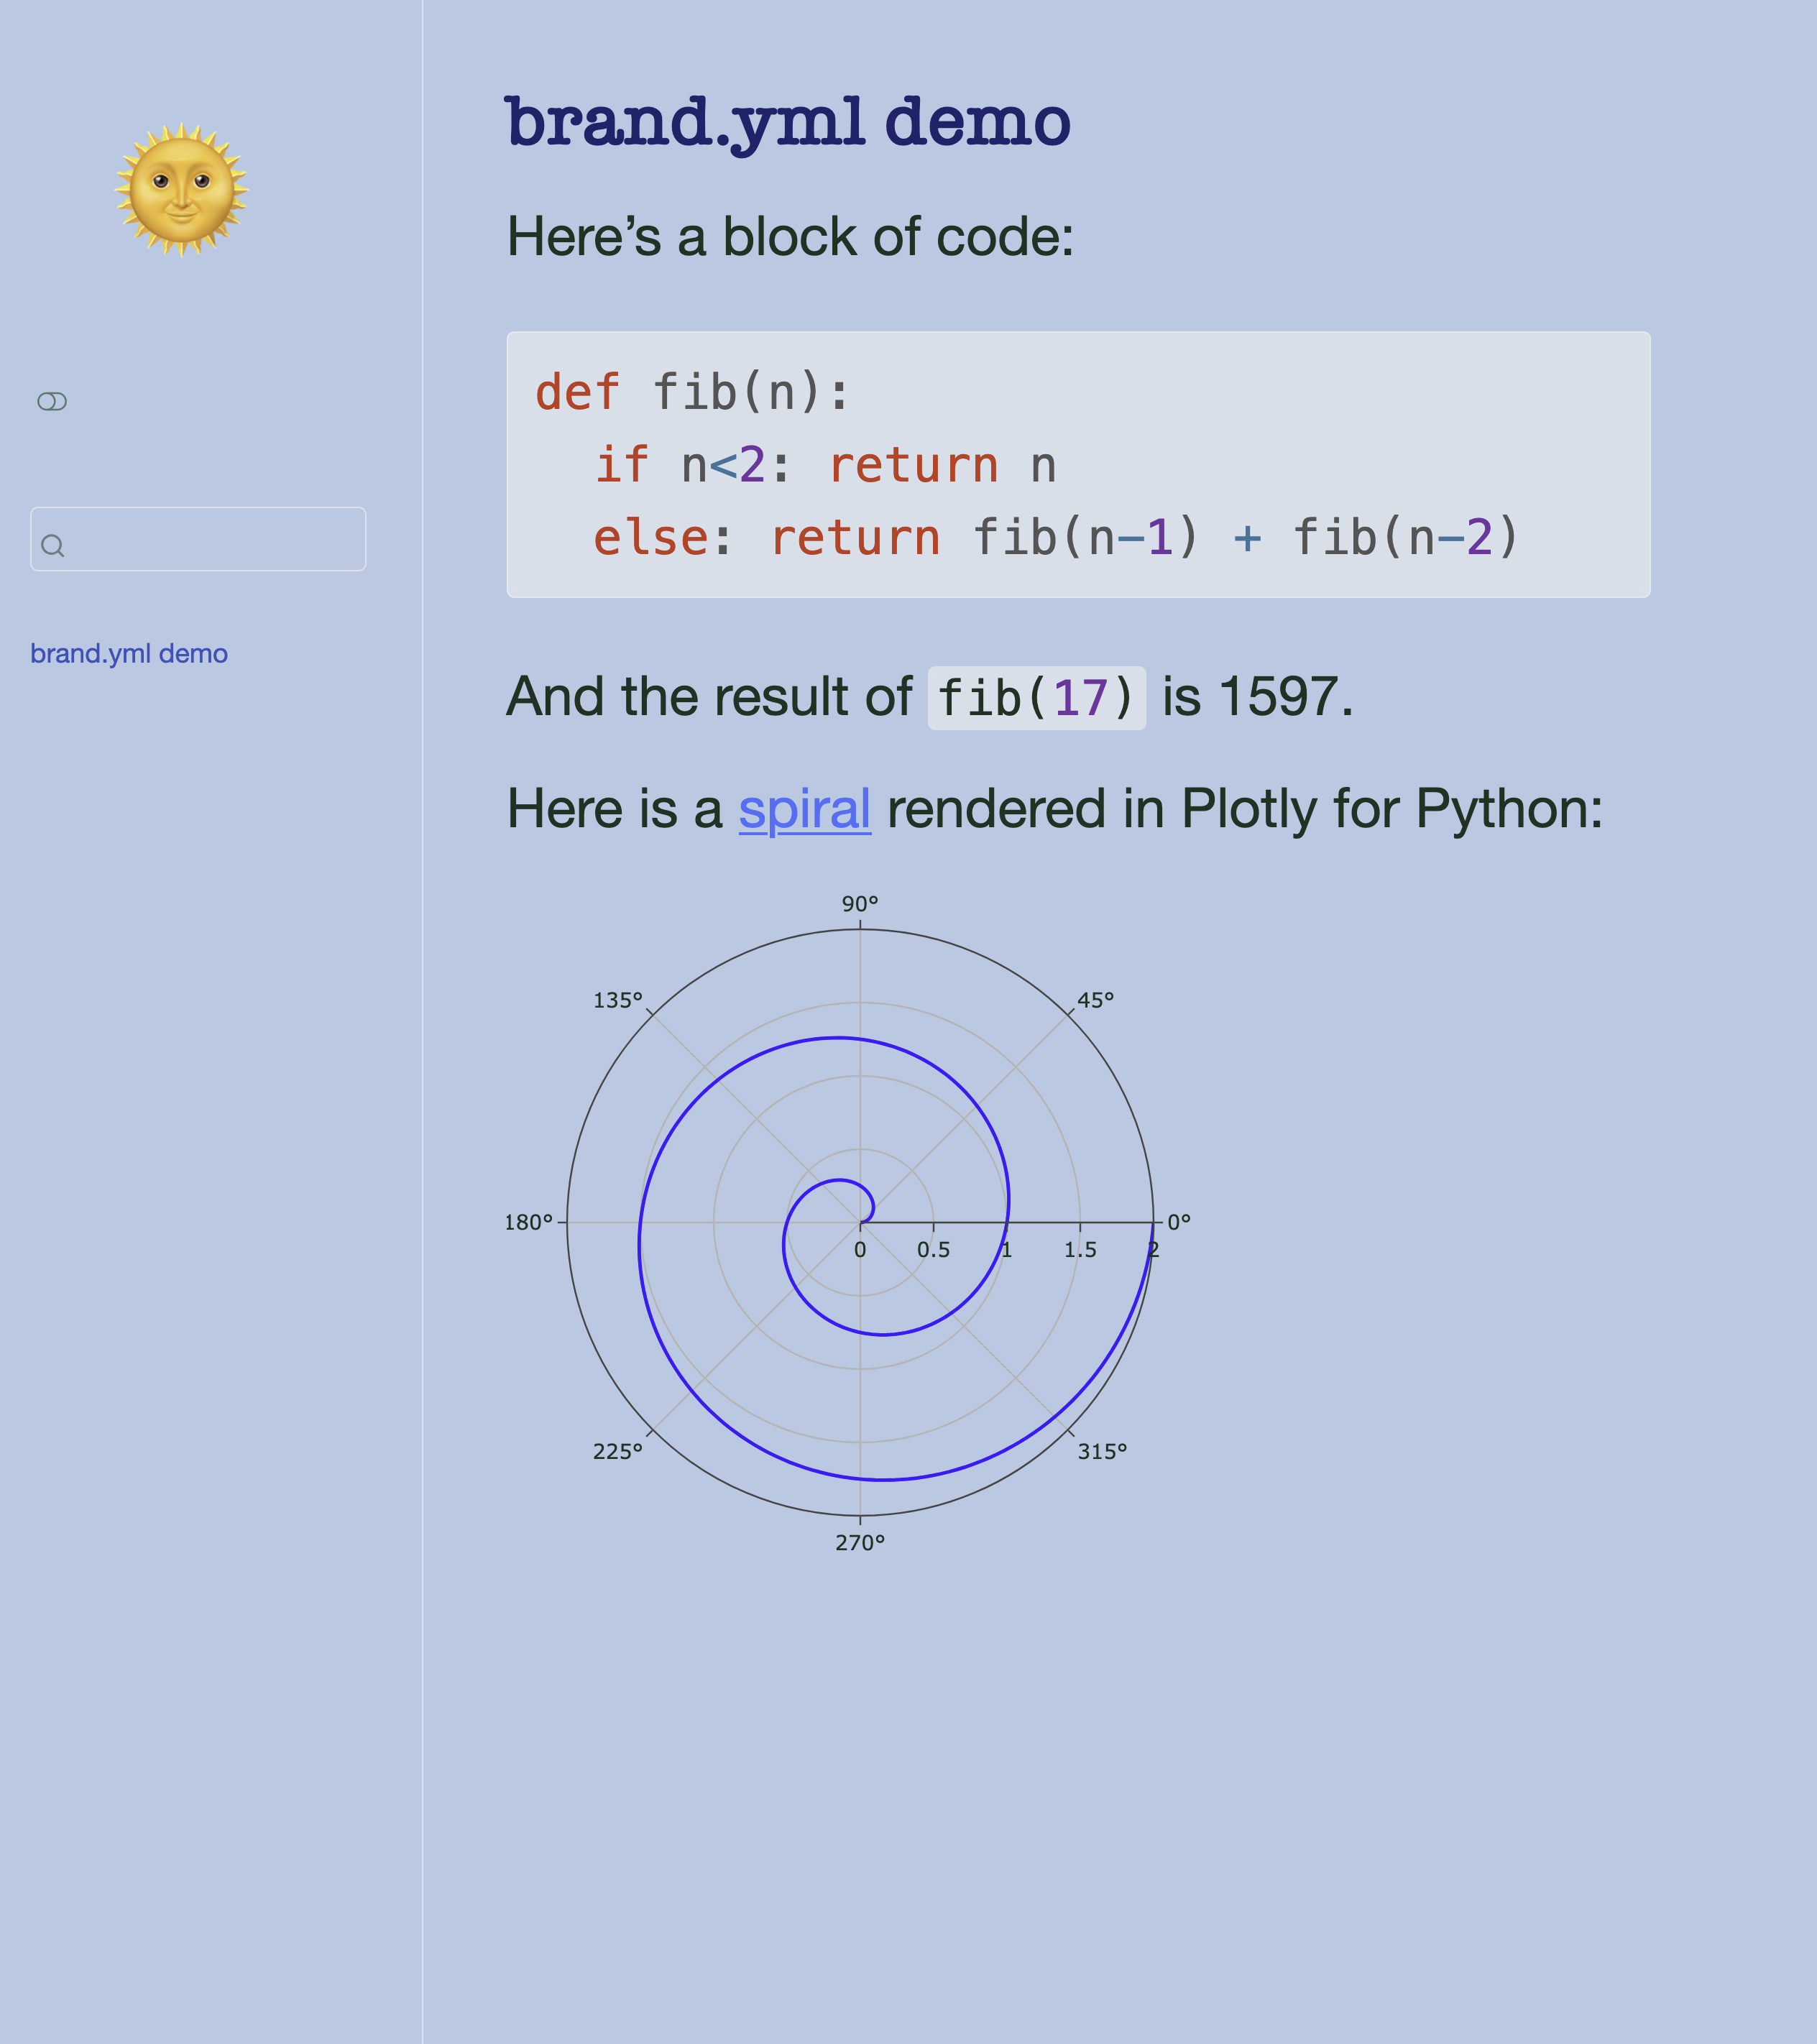 brand.yml demo
brand.yml demo
Here’s a block of code:
def fib(n):
  if n<2: return n
  else: return fib(n-1) + fib(n-2)
And the result of fib(17) is 1597.
Here is a spiral rendered in Plotly for Python:
90°
135°
45°
180°
0°
0 0.5 1 1.5 2
225°
315°
270°